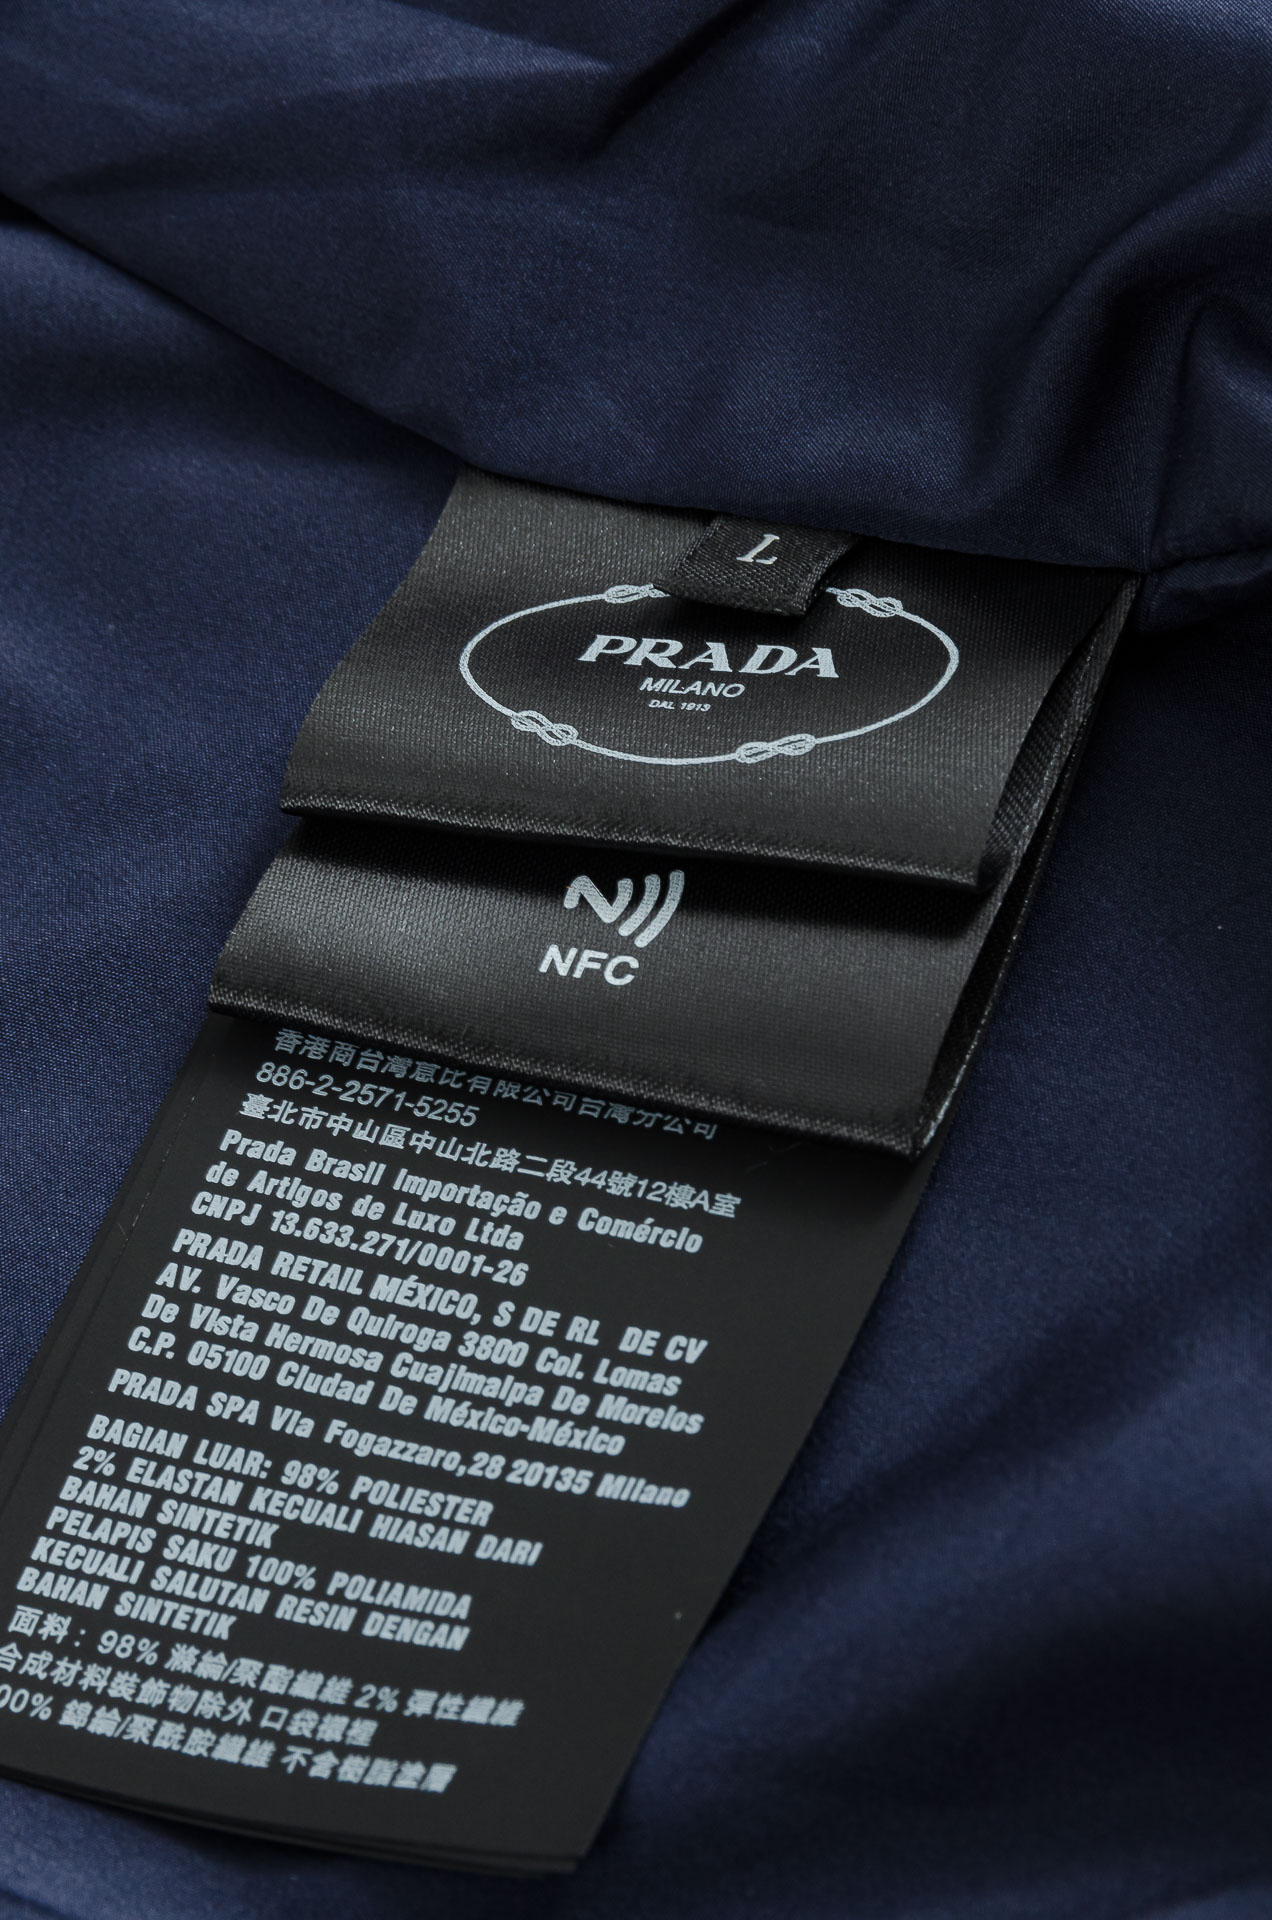 L
PRADA
MILANO
DAL 1913
NFC
香港商台灣意比有限公司台灣分公司
886-2-2571-5255
臺北市中山區中山北路二段44號12樓A室
Prada Brasil Importação e Comércio
de Artigos de Luxo Ltda
CNPJ 13.633.271/0001-26
PRADA RETAIL MÉXICO, S DE RL DE CV
AV. Vasco De Quiroga 3800 Col. Lomas
De Vista Hermosa Cuajimalpa De Morelos
C.P. 05100 Ciudad De México-México
PRADA SPA Via Fogazzaro,28 20135 Milano
BAGIAN LUAR: 98% POLIESTER
2% ELASTAN KECUALI HIASAN DARI
BAHAN SINTETIK
PELAPIS SAKU 100% POLIAMIDA
KECUALI SALUTAN RESIN DENGAN
BAHAN SINTETIK
面料: 98% 滌綸/聚酯纖維 2% 彈性纖維
合成材料裝飾物除外 口袋襯裡
00% 錦綸/聚酰胺纖維 不含樹脂塗層